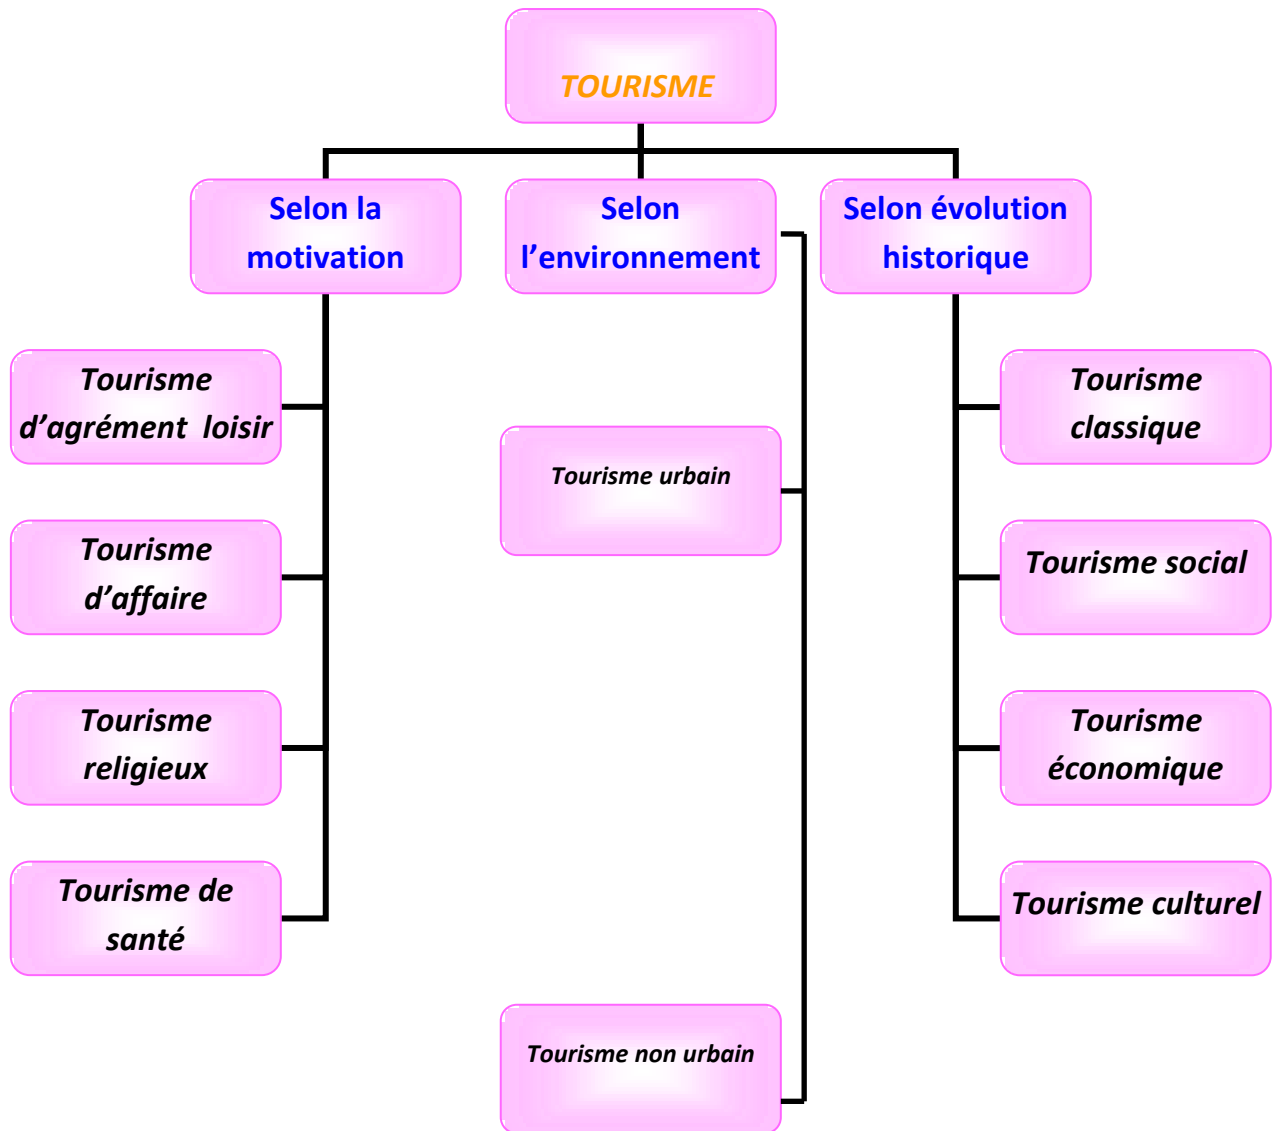 TOURISME
Selon la
motivation
Selon
l’environnement
Selon évolution
historique
Tourisme
d’agrément  loisir
Tourisme
d’affaire
Tourisme
religieux
Tourisme de
santé
Tourisme urbain
Tourisme non urbain
Tourisme
classique
Tourisme social
Tourisme
économique
Tourisme culturel